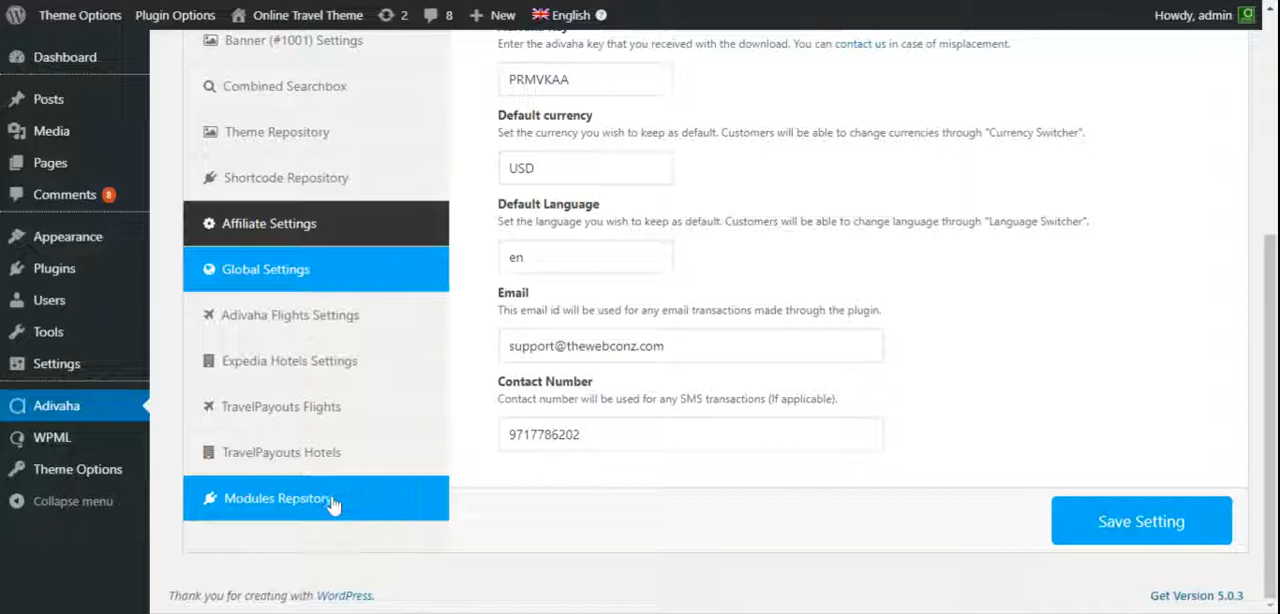 Theme Options Plugin Options Online Travel Theme 2 8 New English Howdy, admin
Dashboard
Posts
Media
Pages
Comments 8
Appearance
Plugins
Users
Tools
Settings
Adivaha
WPML
Theme Options
Collapse menu
Banner (#1001) Settings
Combined Searchbox
Theme Repository
Shortcode Repository
Affiliate Settings
Global Settings
Adivaha Flights Settings
Expedia Hotels Settings
TravelPayouts Flights
TravelPayouts Hotels
Modules Repsitory
Enter the adivaha key that you received with the download. You can contact us in case of misplacement.
PRMVKAA
Default currency
Set the currency you wish to keep as default. Customers will be able to change currencies through "Currency Switcher".
USD
Default Language
Set the language you wish to keep as default. Customers will be able to change language through "Language Switcher".
en
Email
This email id will be used for any email transactions made through the plugin.
support@thewebconz.com
Contact Number
Contact number will be used for any SMS transactions (If applicable).
9717786202
Save Setting
Thank you for creating with WordPress.
Get Version 5.0.3